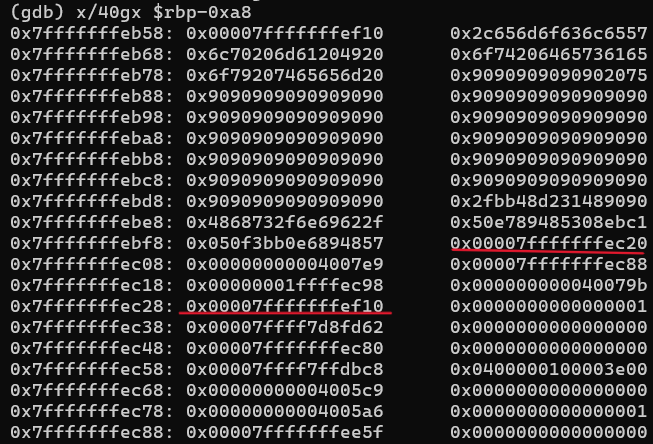 (gdb) x/40gx $rbp-0xa8
0x7fffffffeb58: 0x00007fffffffef10 0x2c656d6f636c6557
0x7fffffffeb68: 0x6c70206d61204920 0x6f74206465736165
0x7fffffffeb78: 0x6f79207465656d20 0x9090909090902075
0x7fffffffeb88: 0x9090909090909090 0x9090909090909090
0x7fffffffeb98: 0x9090909090909090 0x9090909090909090
0x7fffffffeba8: 0x9090909090909090 0x9090909090909090
0x7fffffffebb8: 0x9090909090909090 0x9090909090909090
0x7fffffffebc8: 0x9090909090909090 0x9090909090909090
0x7fffffffebd8: 0x9090909090909090 0x2fbb48d231489090
0x7fffffffebe8: 0x4868732f6e69622f 0x50e789485308ebc1
0x7fffffffebf8: 0x050f3bb0e6894857 0x00007fffffffec20
0x7fffffffec08: 0x00000000004007e9 0x00007fffffffec88
0x7fffffffec18: 0x00000001ffffec98 0x000000000040079b
0x7fffffffec28: 0x00007fffffffef10 0x0000000000000001
0x7fffffffec38: 0x00007ffff7d8fd62 0x0000000000000000
0x7fffffffec48: 0x00007fffffffec80 0x0000000000000000
0x7fffffffec58: 0x00007ffff7ffdbc8 0x0400000100003e00
0x7fffffffec68: 0x00000000004005c9 0x0000000000000000
0x7fffffffec78: 0x00000000004005a6 0x0000000000000001
0x7fffffffec88: 0x0000000000000000 0x00007fffffffee5f